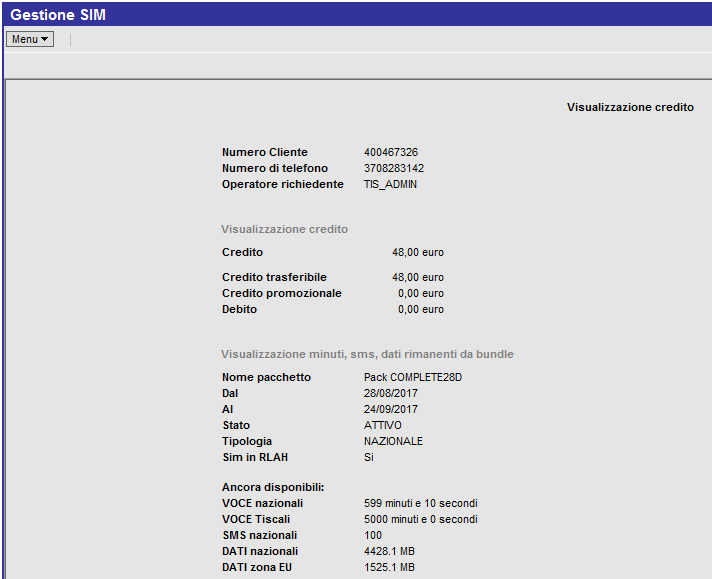 Gestione SIM
Menu
Visualizzazione credito
Numero Cliente 400467326
Numero di telefono 3708283142
Operatore richiedente TIS_ADMIN
Visualizzazione credito
Credito 48,00 euro
Credito trasferibile 48,00 euro
Credito promozionale 0,00 euro
Debito 0,00 euro
Visualizzazione minuti, sms, dati rimanenti da bundle
Nome pacchetto Pack COMPLETE28D
Dal 28/08/2017
Al 24/09/2017
Stato ATTIVO
Tipologia NAZIONALE
Sim in RLAH Si
Ancora disponibili:
VOCE nazionali 599 minuti e 10 secondi
VOCE Tiscali 5000 minuti e 0 secondi
SMS nazionali 100
DATI nazionali 4428.1 MB
DATI zona EU 1525.1 MB